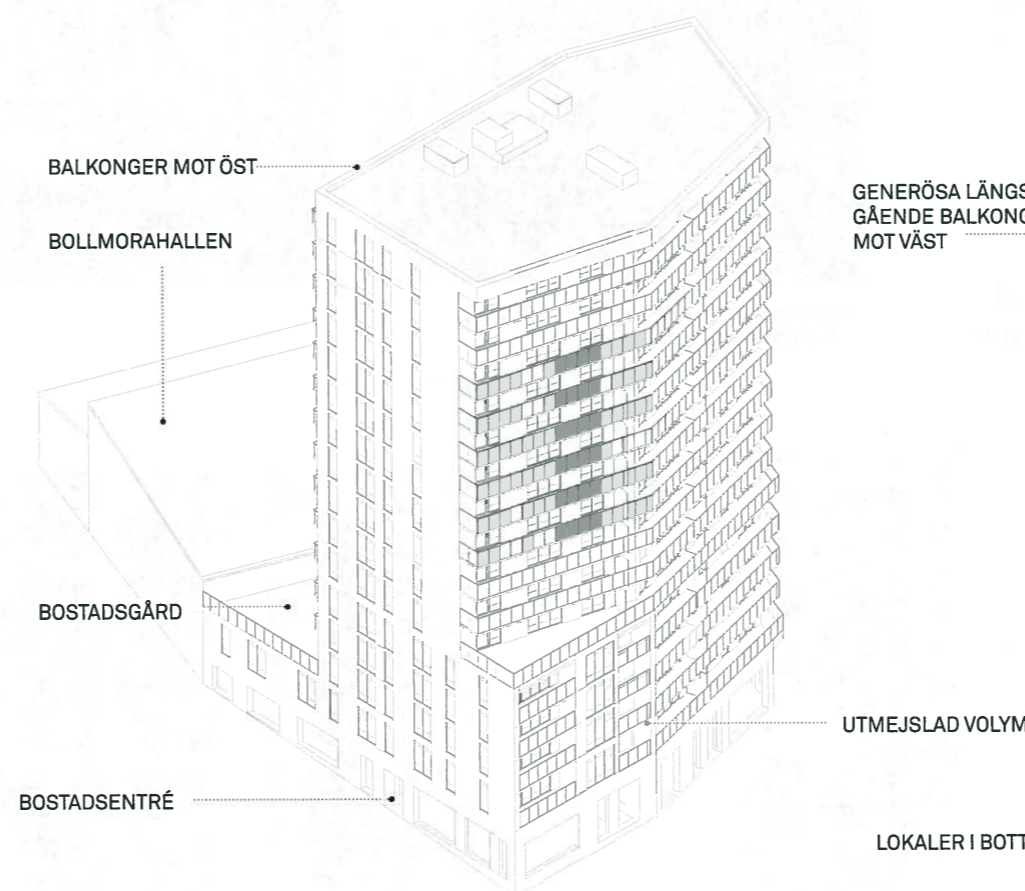 BALKONGER MOT ÖST
BOLLMORAHALLEN
BOSTADSGÅRD
BOSTADSENTRÉ
GENERÖSA LÄNGS
GÅENDE BALKONG
MOT VÄST
UTMEJSLAD VOLYM
LOKALER I BOTT